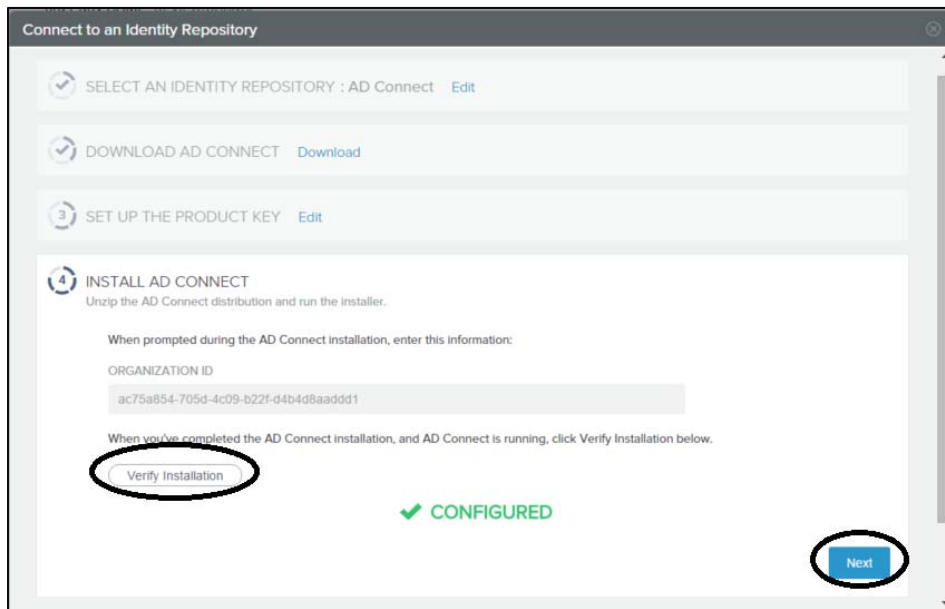 Connect to an Identity Repository
SELECT AN IDENTITY REPOSITORY : AD Connect Edit
DOWNLOAD AD CONNECT Download
3 SET UP THE PRODUCT KEY Edit
4 INSTALL AD CONNECT
Unzip the AD Connect distribution and run the installer.
When prompted during the AD Connect installation, enter this information:
ORGANIZATION ID
ac75a854-705d-4c09-b22f-d4b4d8aaddd1
When you've completed the AD Connect installation, and AD Connect is running, click Verify Installation below.
Verify Installation
CONFIGURED
Next